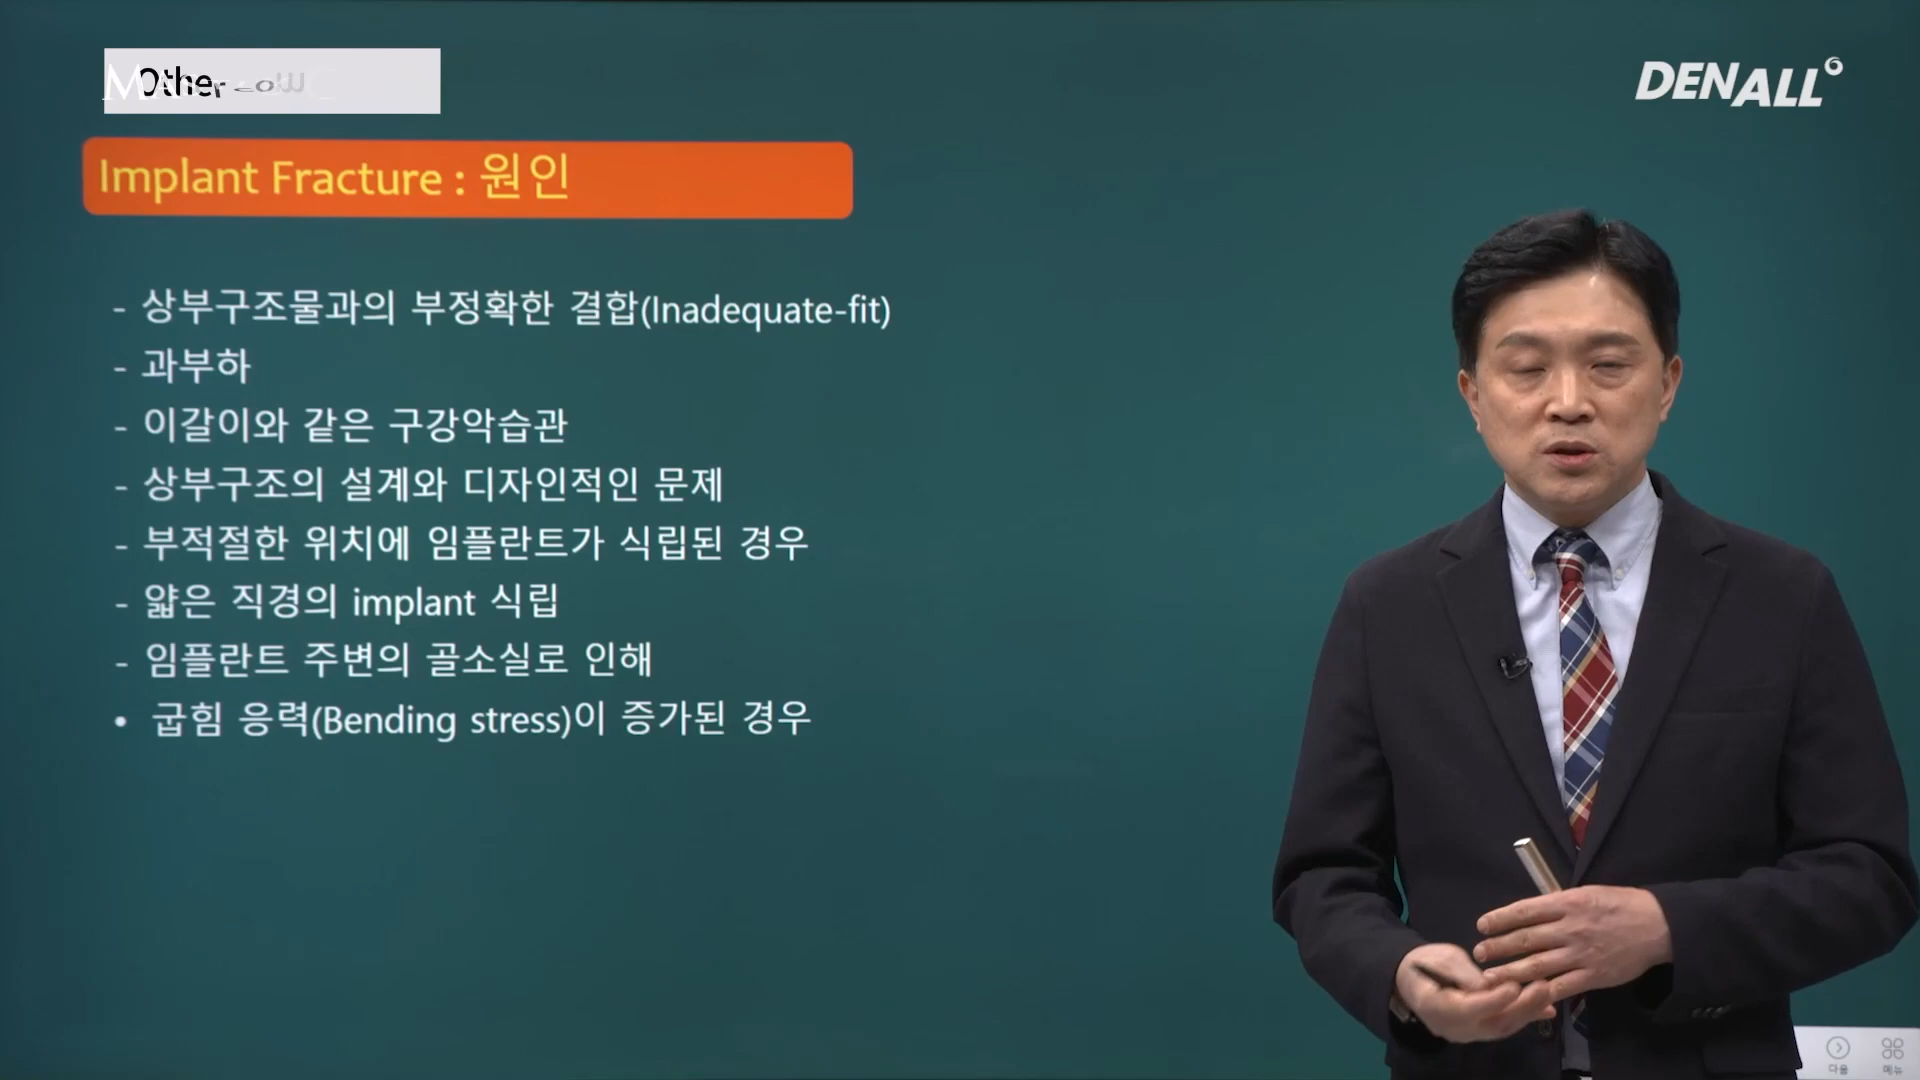 Other
DENALL
Implant Fracture : 원인
- 상부구조물과의 부정확한 결합(Inadequate-fit)
- 과부하
- 이갈이와 같은 구강악습관
- 상부구조의 설계와 디자인적인 문제
- 부적절한 위치에 임플란트가 식립된 경우
- 얇은 직경의 implant 식립
- 임플란트 주변의 골소실로 인해
• 굽힘 응력(Bending stress)이 증가된 경우
다음 메뉴